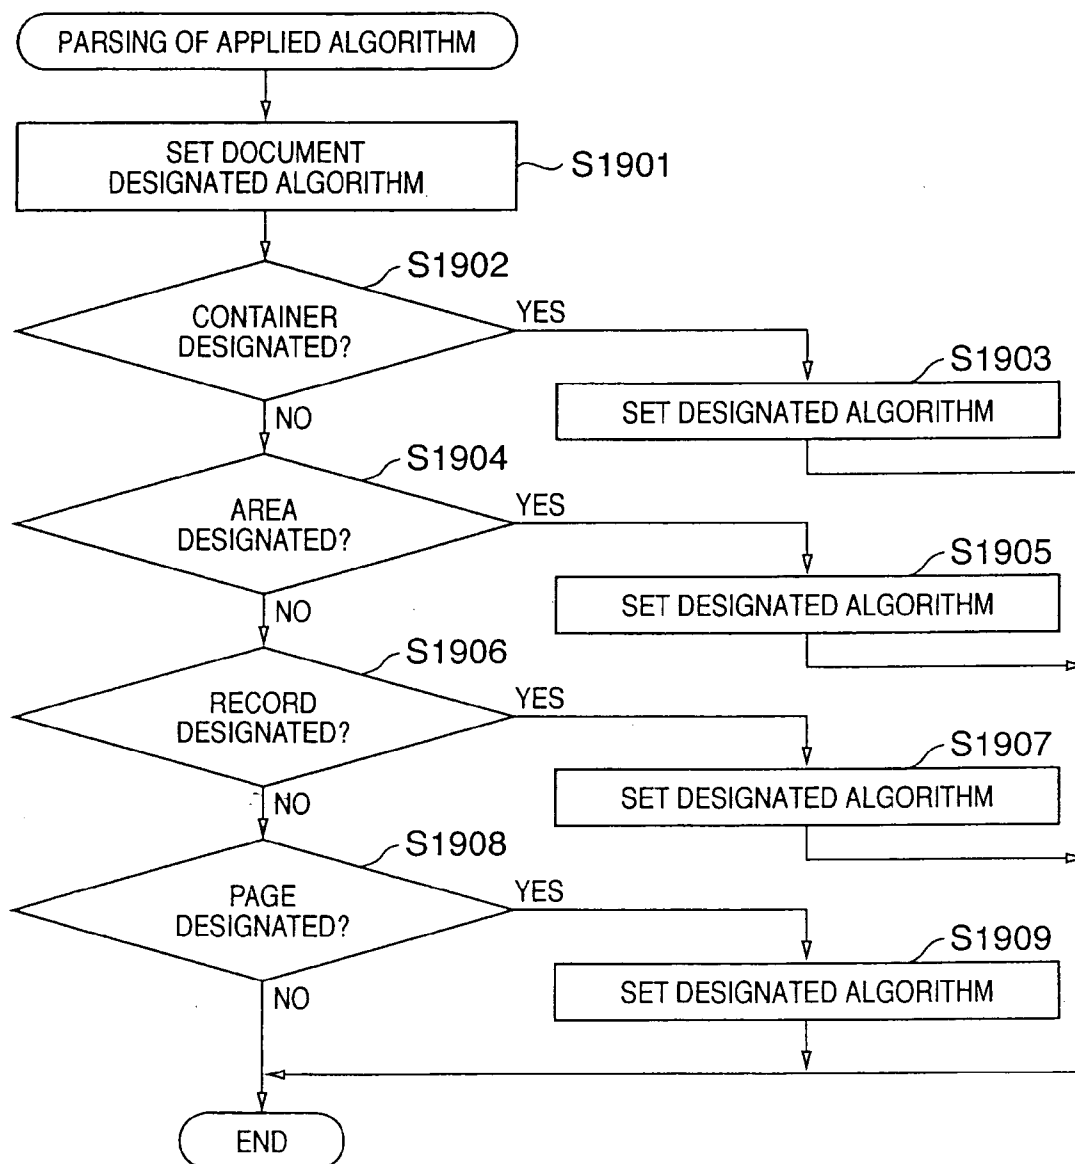 PARSING OF APPLIED ALGORITHM
SET DOCUMENT
DESIGNATED ALGORITHM
S1901
S1902
CONTAINER
DESIGNATED?
YES
NO
S1903
SET DESIGNATED ALGORITHM
S1904
AREA
DESIGNATED?
YES
NO
S1905
SET DESIGNATED ALGORITHM
S1906
RECORD
DESIGNATED?
YES
NO
S1907
SET DESIGNATED ALGORITHM
S1908
PAGE
DESIGNATED?
YES
NO
S1909
SET DESIGNATED ALGORITHM
END